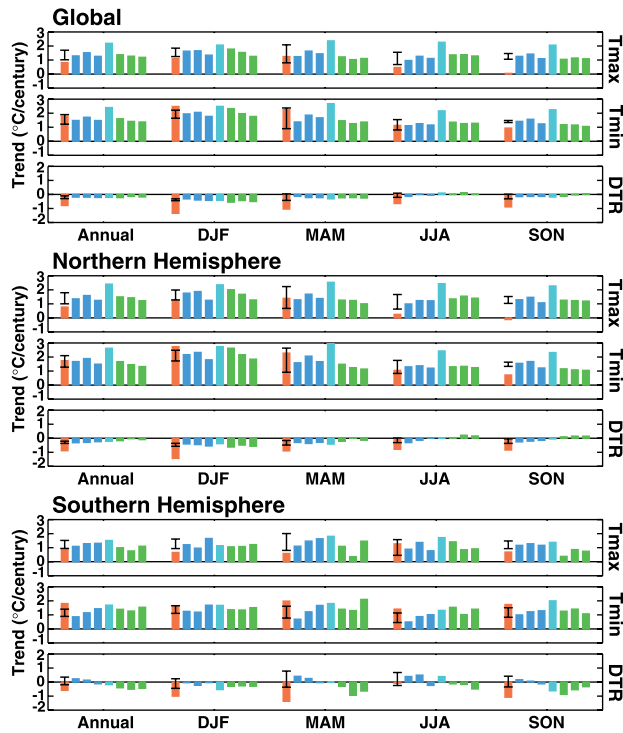 Global
3
2
1
0
-1
Tmax
3
2
1
0
-1
Tmin
2
1
0
-1
-2
DTR
Trend (°C/century)
Annual DJF MAM JJA SON
Northern Hemisphere
3
2
1
0
-1
Tmax
3
2
1
0
-1
Tmin
2
1
0
-1
-2
DTR
Trend (°C/century)
Annual DJF MAM JJA SON
Southern Hemisphere
3
2
1
0
-1
Tmax
3
2
1
0
-1
Tmin
2
1
0
-1
-2
DTR
Trend (°C/century)
Annual DJF MAM JJA SON